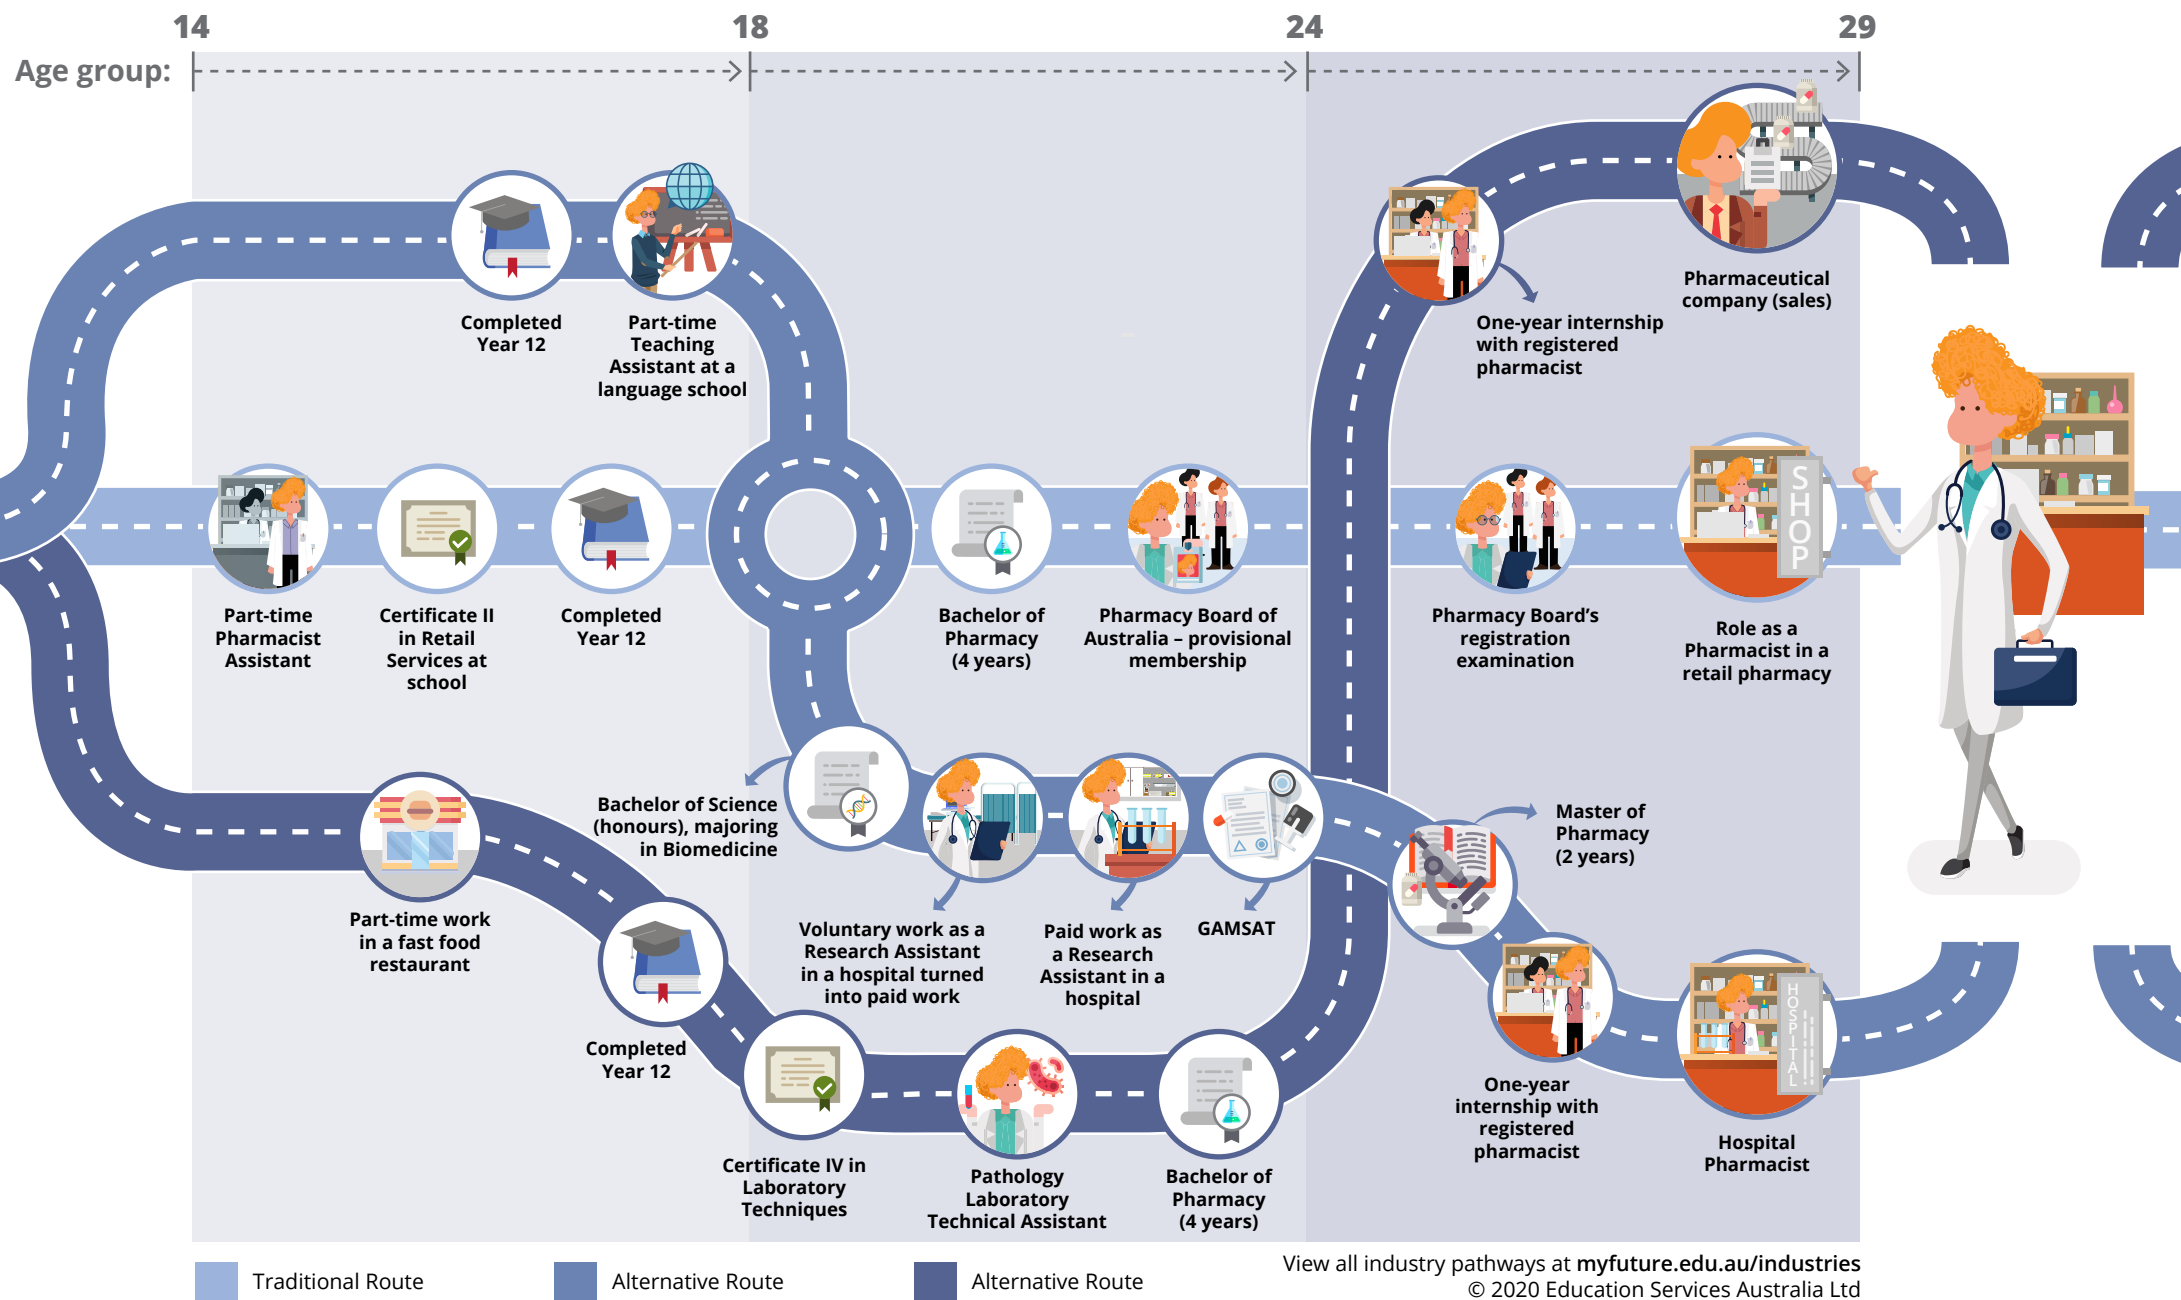 14
18
24
29
Age group:
Completed
Year 12
Part-time
Teaching
Assistant at a
language school
One-year internship
with registered
pharmacist
Pharmaceutical
company (sales)
Part-time
Pharmacist
Assistant
Certificate II
in Retail
Services at
school
Completed
Year 12
Bachelor of
Pharmacy
(4 years)
Pharmacy Board of
Australia – provisional
membership
Pharmacy Board’s
registration
examination
SHOP
Role as a
Pharmacist in a
retail pharmacy
Part-time work
in a fast food
restaurant
Bachelor of Science
(honours), majoring
in Biomedicine
Voluntary work as a
Research Assistant
in a hospital turned
into paid work
Paid work as
a Research
Assistant in a
hospital
GAMSAT
Master of
Pharmacy
(2 years)
Completed
Year 12
Certificate IV in
Laboratory
Techniques
Pathology
Laboratory
Technical Assistant
Bachelor of
Pharmacy
(4 years)
One-year
internship with
registered
pharmacist
HOSPITAL
Hospital
Pharmacist
Traditional Route
Alternative Route
Alternative Route
View all industry pathways at myfuture.edu.au/industries
© 2020 Education Services Australia Ltd